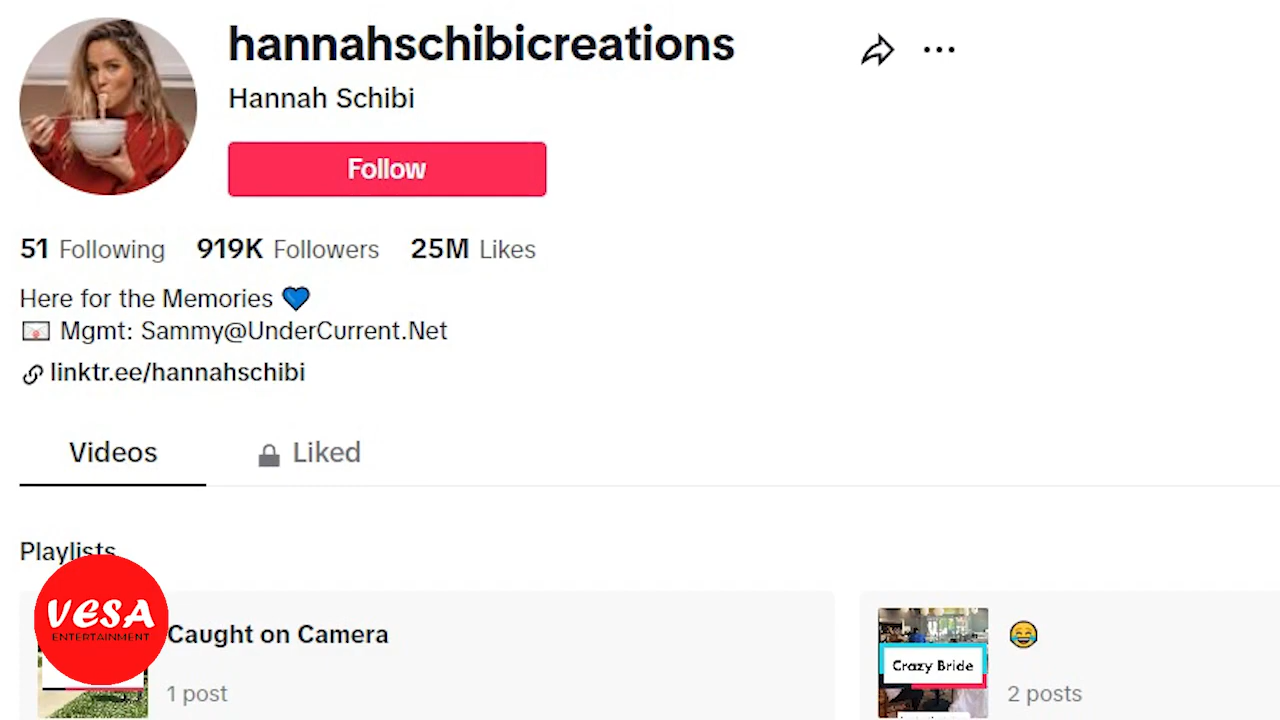 hannahschibicreations
Hannah Schibi
Follow
51 Following 919K Followers 25M Likes
Here for the Memories 💙
💌 Mgmt: Sammy@UnderCurrent.Net
linktr.ee/hannahschibi
Videos
Liked
Playlists
VESA
ENTERTAINMENT
Caught on Camera
1 post
Crazy Bride
😂
2 posts